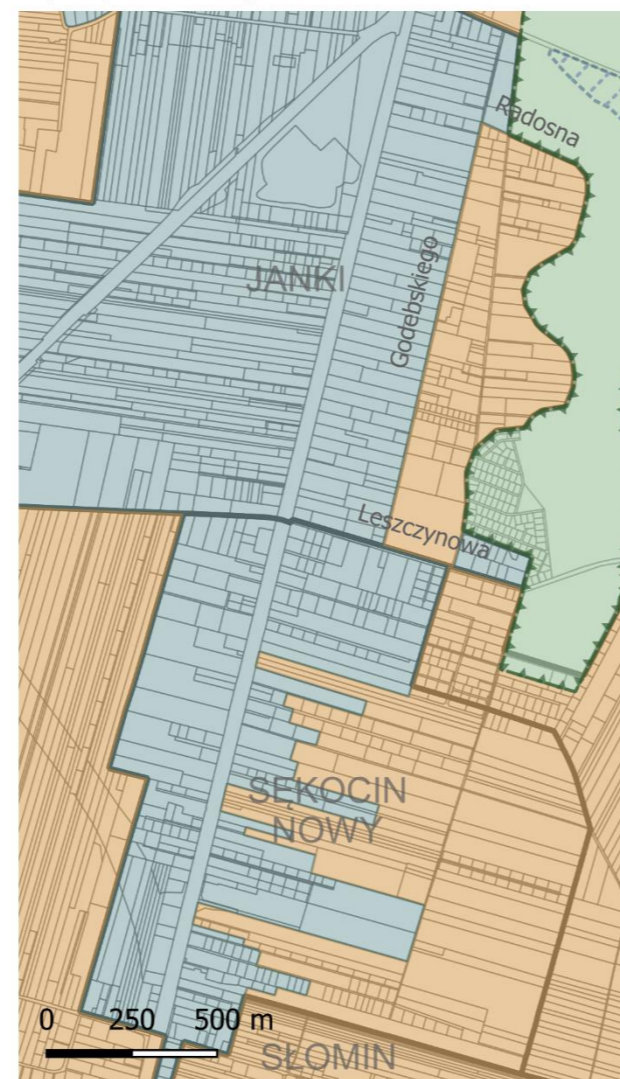 Radosna
JANKI
Godebskiego
Leszczynowa
SĘKOCIN
NOWY
0 250 500 m
SŁOMIN